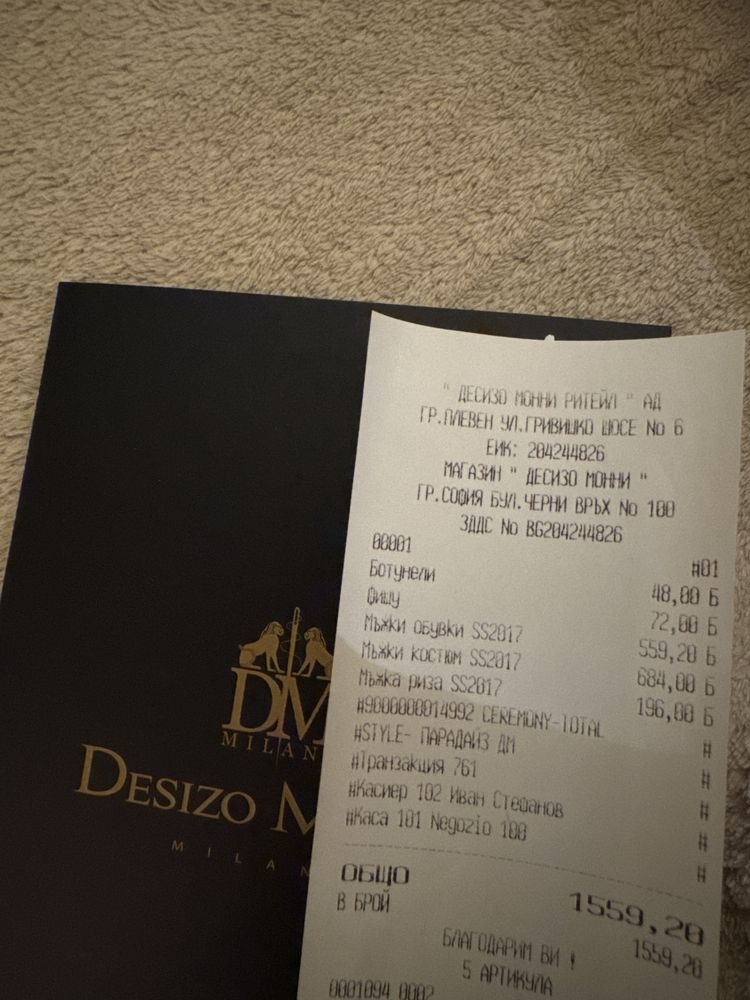 " ДЕСИЗО МОННИ РИТЕЙЛ " АД
ГР.ПЛЕВЕН УЛ.ГРИВИШКО ШОСЕ No 6
ЕИК: 204244826
МАГАЗИН " ДЕСИЗО МОННИ "
ГР.СОФИЯ БУЛ.ЧЕРНИ ВРЪХ No 100
ЗДДС No BG204244826
00001 #01
Ботунели 48,00 Б
Фишу 72,00 Б
Мъжки обувки SS2017 559,20 Б
Мъжки костюм SS2017 684,00 Б
Мъжка риза SS2017 196,00 Б
#9000000014992 CEREMONY-TOTAL #
#STYLE- ПАРАДАЙЗ ДМ #
#Транзакция 761 #
#Касиер 102 Иван Стефанов #
#Каса 101 Negozio 100 #
ОБЩО 1559,20
В БРОЙ 1559,20
БЛАГОДАРИМ ВИ !
5 АРТИКУЛА
0001094 0002
DM
MILAN
DESIZO M
MILAN